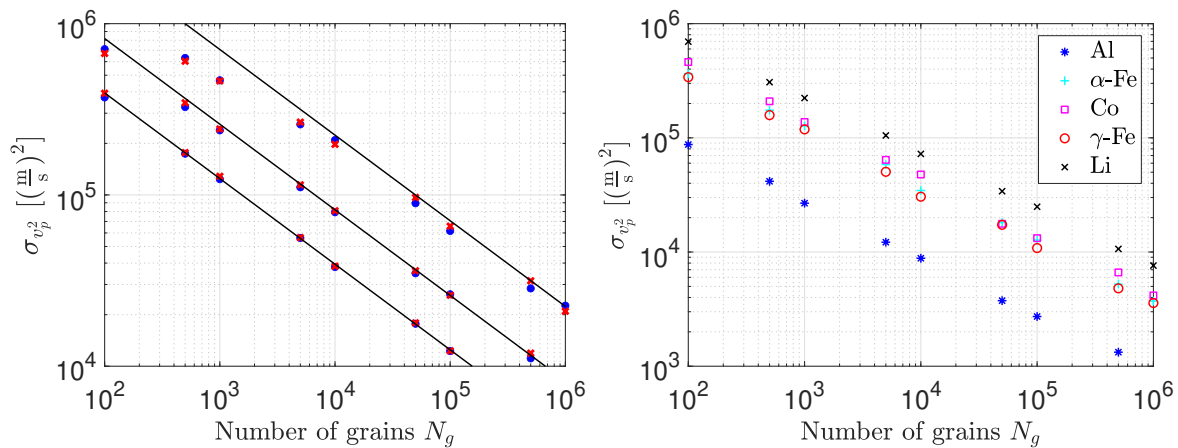 10^6
10^5
10^4
σ_{v_p^2} [(m/s)^2]
10^2 10^3 10^4 10^5 10^6
Number of grains N_g
10^6
10^5
10^4
10^3
σ_{v_p^2} [(m/s)^2]
Al
α-Fe
Co
γ-Fe
Li
10^2 10^3 10^4 10^5 10^6
Number of grains N_g